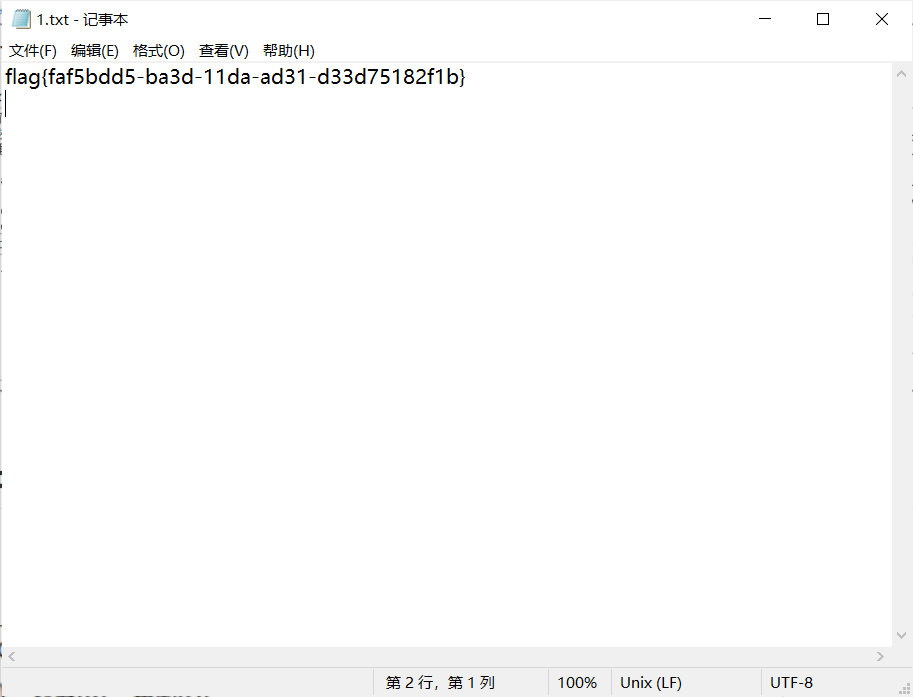 1.txt - 记事本
文件(F) 编辑(E) 格式(O) 查看(V) 帮助(H)
flag{faf5bdd5-ba3d-11da-ad31-d33d75182f1b}
第 2 行，第 1 列 100% Unix (LF) UTF-8